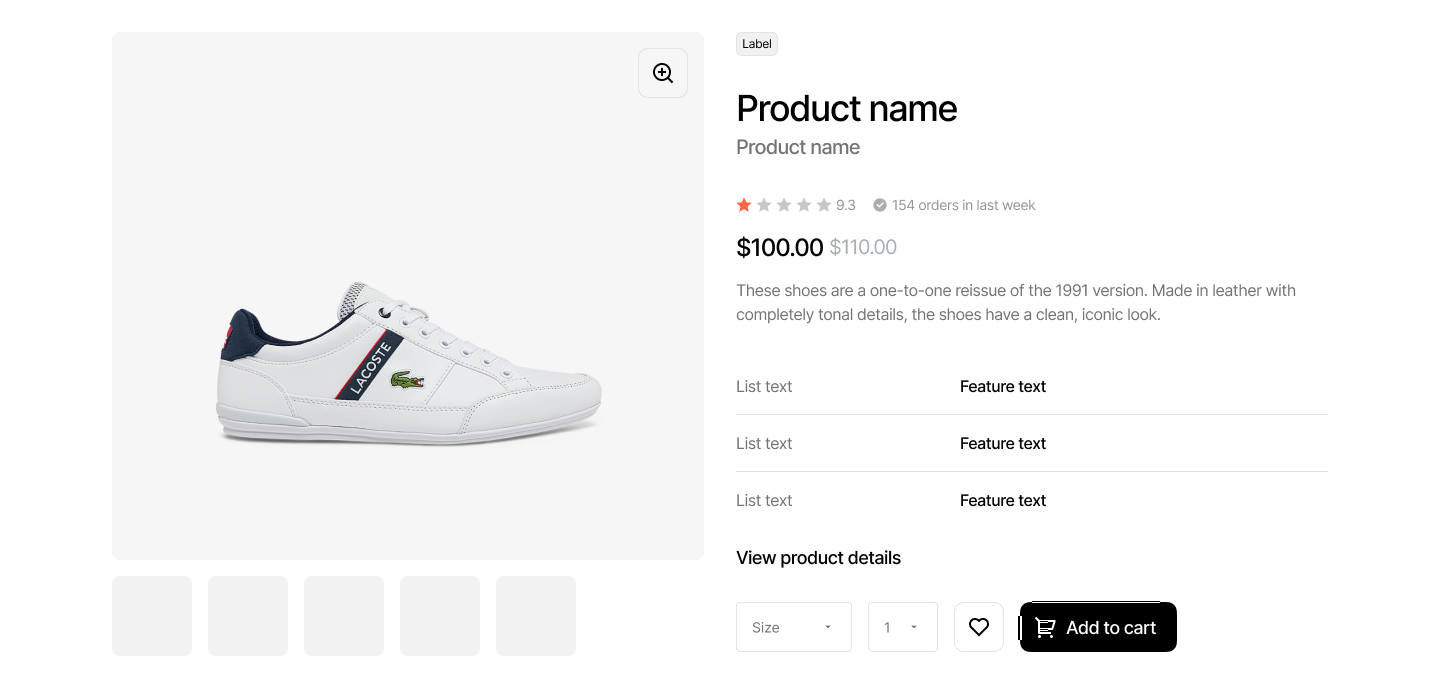 Label
Product name
Product name
9.3
154 orders in last week
$100.00 $110.00
These shoes are a one-to-one reissue of the 1991 version. Made in leather with
completely tonal details, the shoes have a clean, iconic look.
LACOSTE
List text
Feature text
List text
Feature text
List text
Feature text
View product details
Size
1
Add to cart